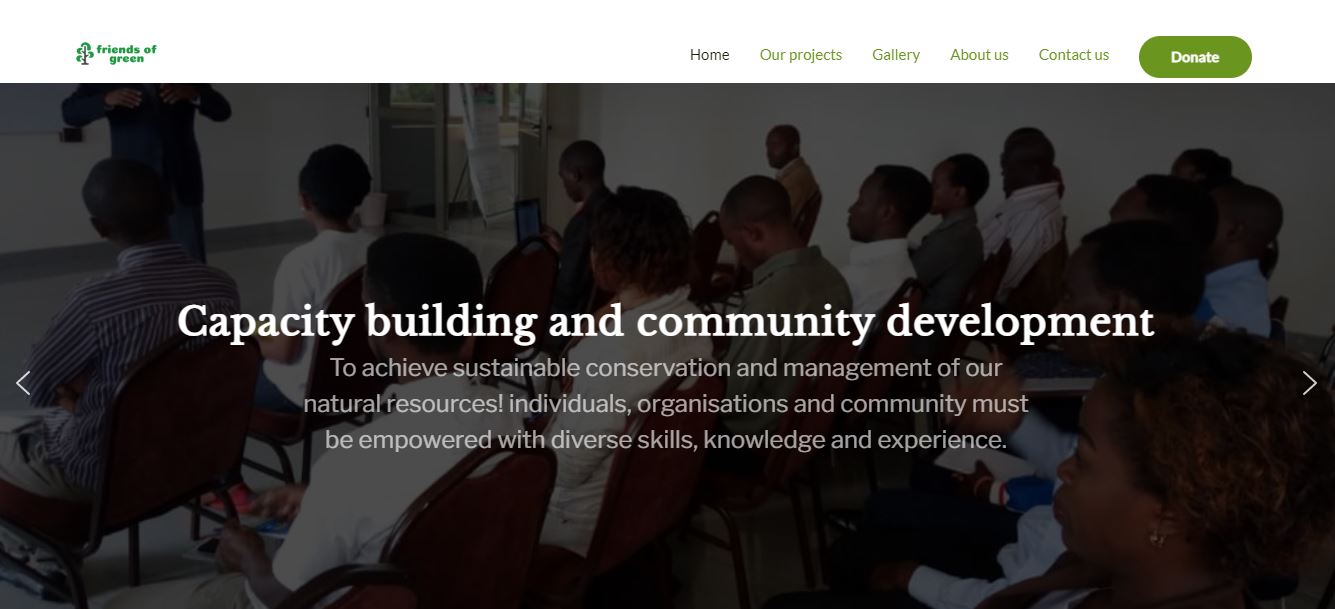 friends of
green
Home Our projects Gallery About us Contact us Donate
Capacity building and community development
To achieve sustainable conservation and management of our
natural resources! individuals, organisations and community must
be empowered with diverse skills, knowledge and experience.